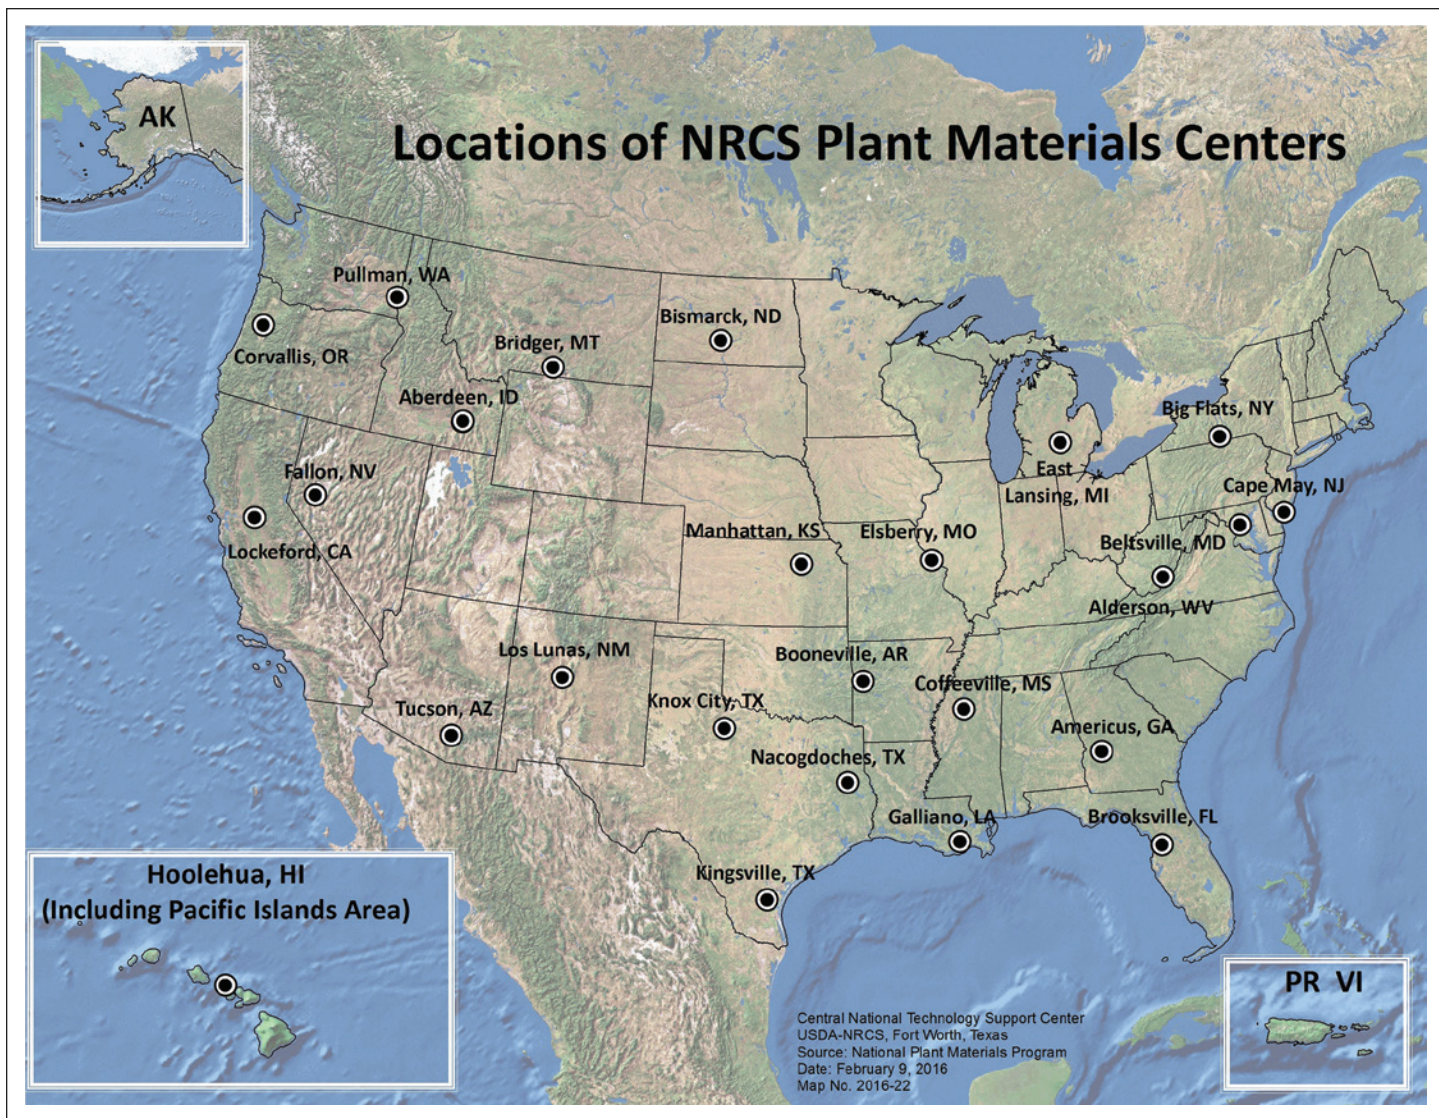 AK
Locations of NRCS Plant Materials Centers
Pullman, WA
Corvallis, OR
Bridger, MT
Bismarck, ND
Aberdeen, ID
Big Flats, NY
Fallon, NV
East
Lansing, MI
Cape May, NJ
Lockeford, CA
Manhattan, KS
Elsberry, MO
Beltsville, MD
Alderson, WV
Los Lunas, NM
Booneville, AR
Coffeeville, MS
Tucson, AZ
Knox City, TX
Americus, GA
Nacogdoches, TX
Galliano, LA
Brooksville, FL
Kingsville, TX
Hoolehua, HI
(Including Pacific Islands Area)
PR VI
Central National Technology Support Center
USDA-NRCS, Fort Worth, Texas
Source: National Plant Materials Program
Date: February 9, 2016
Map No. 2016-22